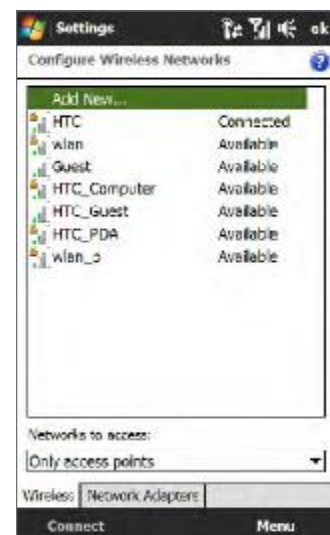 Settings ok
Configure Wireless Networks
Add New...
HTC Connected
wlan Available
Guest Available
HTC_Computer Available
HTC_Guest Available
HTC_PDA Available
wlan_p Available
Networks to access:
Only access points
Wireless Network Adapters
Connect Menu